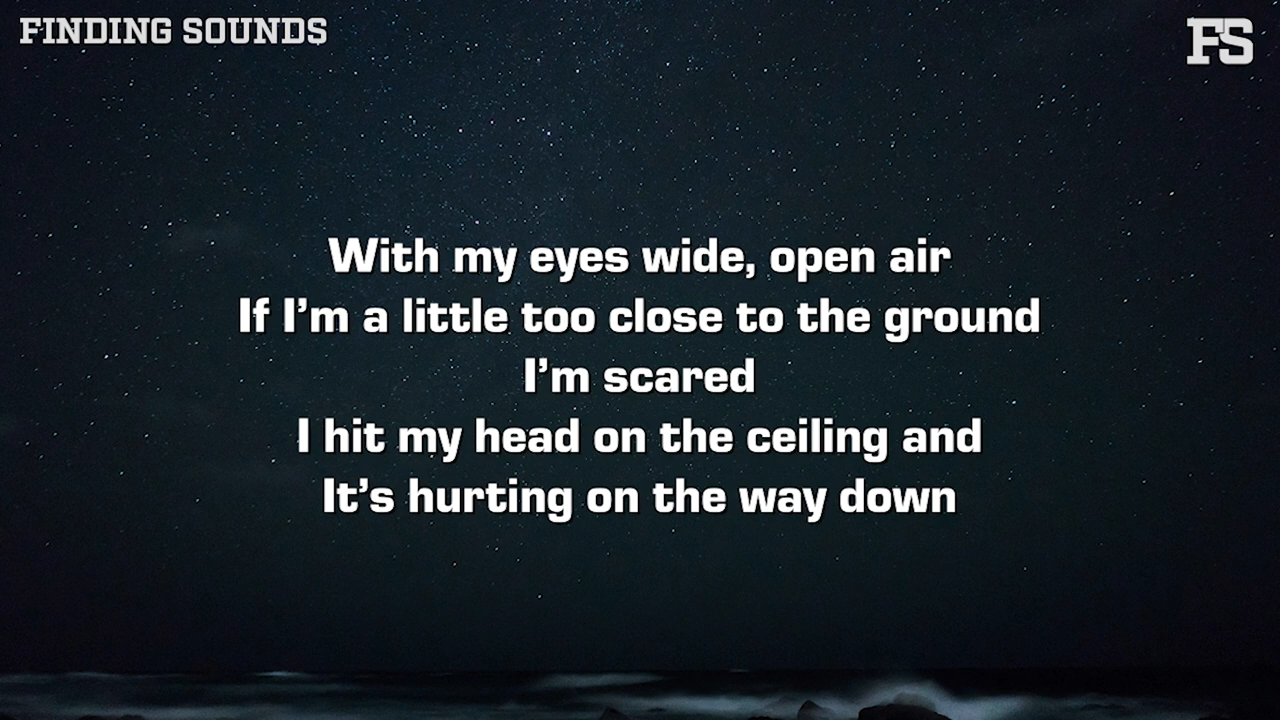 FINDING SOUNDS
FS
With my eyes wide, open air
If I’m a little too close to the ground
I’m scared
I hit my head on the ceiling and
It’s hurting on the way down